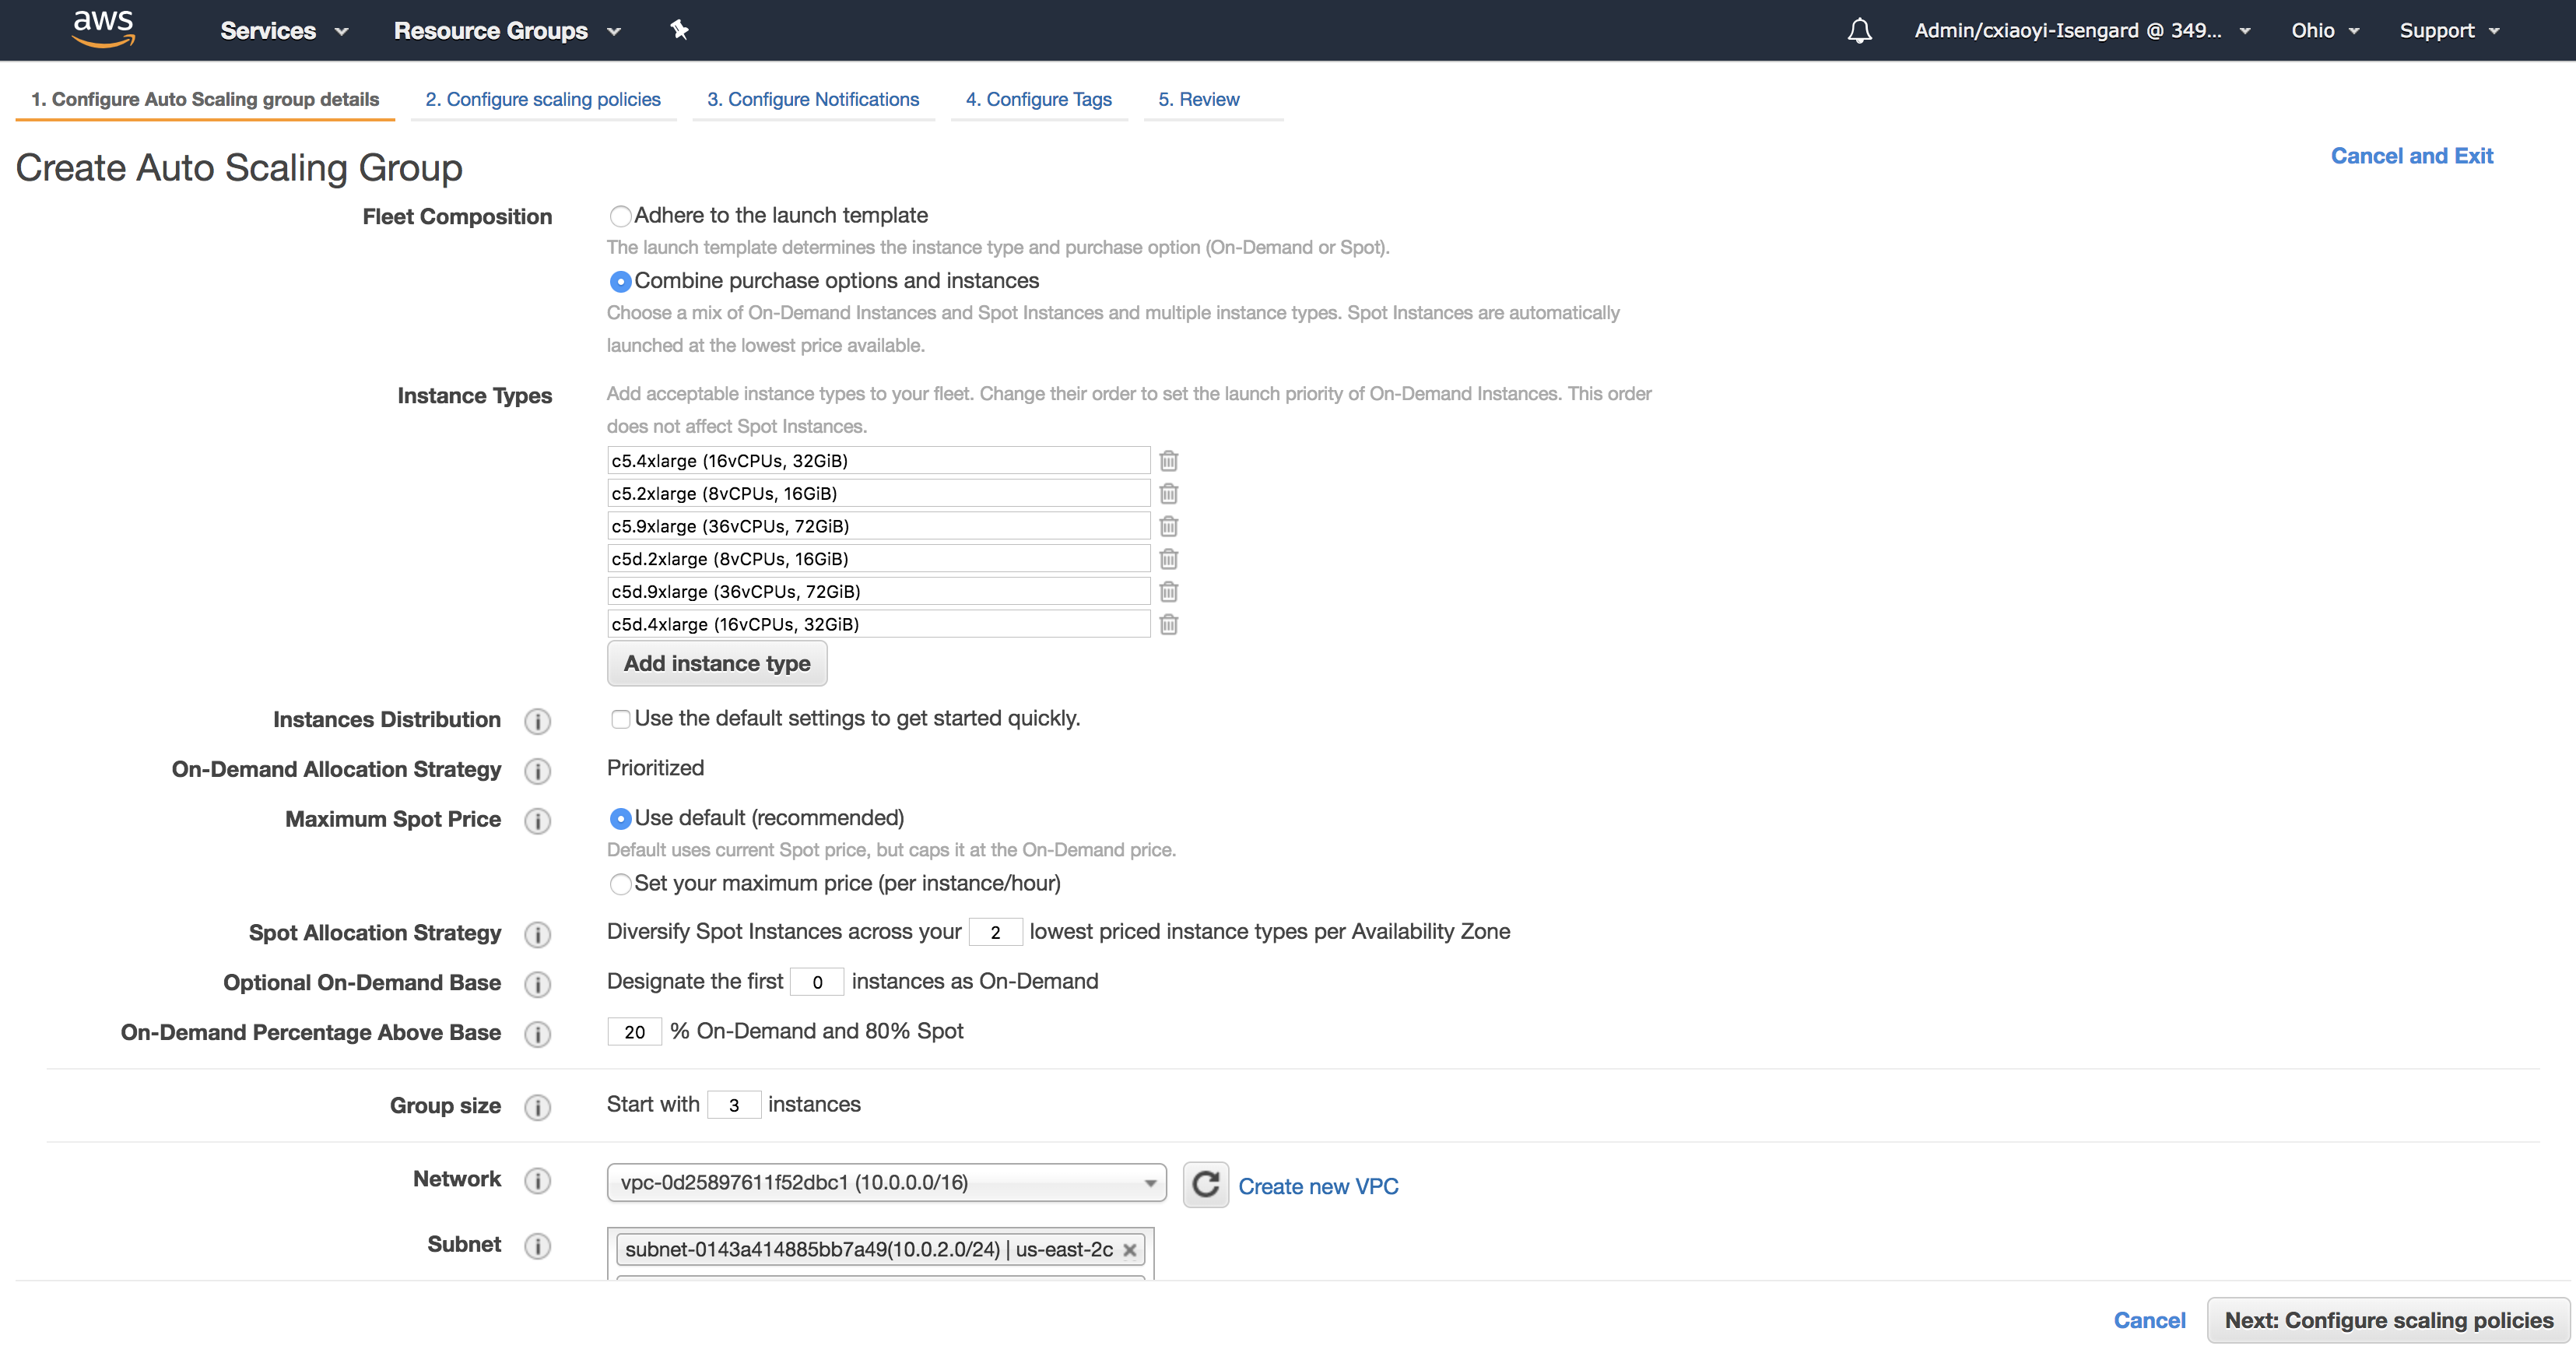 aws Services Resource Groups Admin/cxiaoyi-Isengard @ 349... Ohio Support
1. Configure Auto Scaling group details 2. Configure scaling policies 3. Configure Notifications 4. Configure Tags 5. Review
Create Auto Scaling Group
Cancel and Exit
Fleet Composition
Adhere to the launch template
The launch template determines the instance type and purchase option (On-Demand or Spot).
Combine purchase options and instances
Choose a mix of On-Demand Instances and Spot Instances and multiple instance types. Spot Instances are automatically
launched at the lowest price available.
Instance Types
Add acceptable instance types to your fleet. Change their order to set the launch priority of On-Demand Instances. This order
does not affect Spot Instances.
c5.4xlarge (16vCPUs, 32GiB)
c5.2xlarge (8vCPUs, 16GiB)
c5.9xlarge (36vCPUs, 72GiB)
c5d.2xlarge (8vCPUs, 16GiB)
c5d.9xlarge (36vCPUs, 72GiB)
c5d.4xlarge (16vCPUs, 32GiB)
Add instance type
Instances Distribution
Use the default settings to get started quickly.
On-Demand Allocation Strategy
Prioritized
Maximum Spot Price
Use default (recommended)
Default uses current Spot price, but caps it at the On-Demand price.
Set your maximum price (per instance/hour)
Spot Allocation Strategy
Diversify Spot Instances across your 2 lowest priced instance types per Availability Zone
Optional On-Demand Base
Designate the first 0 instances as On-Demand
On-Demand Percentage Above Base
20 % On-Demand and 80% Spot
Group size
Start with 3 instances
Network
vpc-0d25897611f52dbc1 (10.0.0.0/16)
Create new VPC
Subnet
subnet-0143a414885bb7a49(10.0.2.0/24) | us-east-2c
Cancel
Next: Configure scaling policies